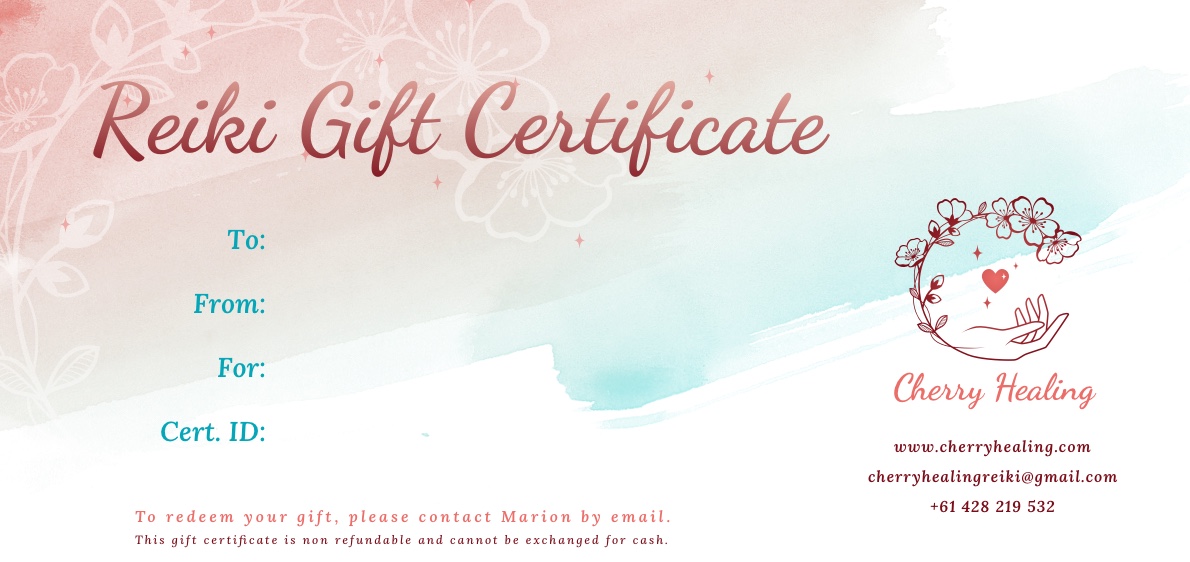 Reiki Gift Certificate
To:
From:
For:
Cert. ID:
Cherry Healing
www.cherryhealing.com
cherryhealingreiki@gmail.com
+61 428 219 532
To redeem your gift, please contact Marion by email.
This gift certificate is non refundable and cannot be exchanged for cash.